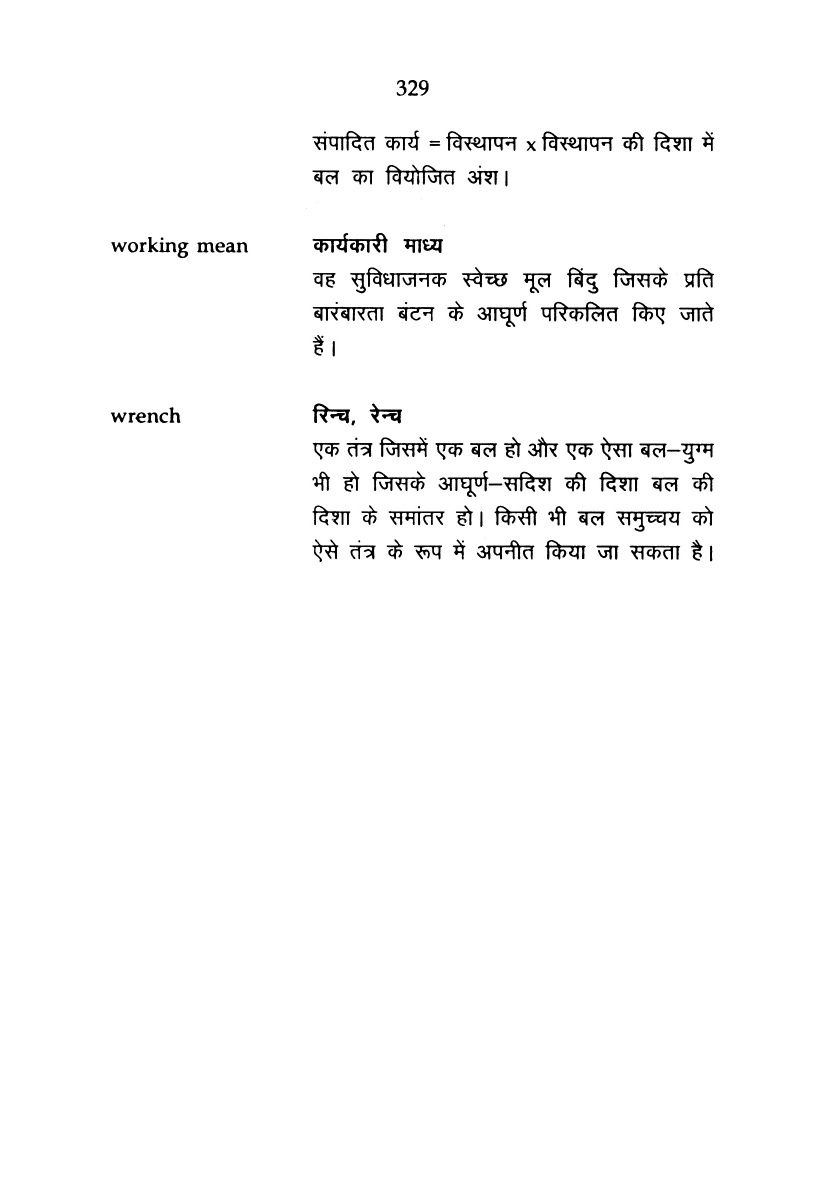 329
संपादित कार्य = विस्थापन x विस्थापन की दिशा में
बल का वियोजित अंश।
working mean कार्यकारी माध्य
वह सुविधाजनक स्वेच्छ मूल बिंदु जिसके प्रति
बारंबारता बंटन के आघूर्ण परिकलित किए जाते
हैं।
wrench रिन्च, रेन्च
एक तंत्र जिसमें एक बल हो और एक ऐसा बल–युग्म
भी हो जिसके आघूर्ण–सदिश की दिशा बल की
दिशा के समांतर हो। किसी भी बल समुच्चय को
ऐसे तंत्र के रूप में अपनीत किया जा सकता है।